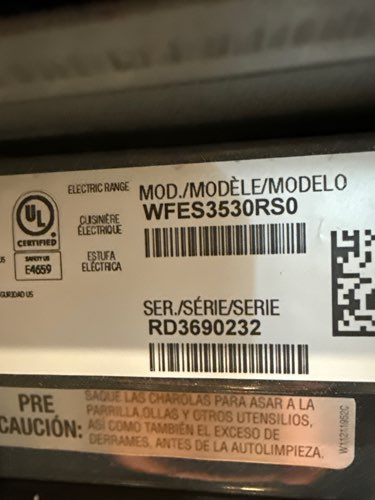 ELECTRIC RANGE
MOD./MODÈLE/MODELO
WFES3530RS0
UL
CERTIFIED
SAFETY US
E4659
CUISINIÈRE
ÉLECTRIQUE
ESTUFA
ELÉCTRICA
US
SER./SÉRIE/SERIE
RD3690232
PRE
CAUCIÓN:
SAQUE LAS CHAROLAS PARA ASAR A LA
PARRILLA,OLLAS Y OTROS UTENSILIOS,
ASÍ COMO TAMBIÉN EL EXCESO DE
DERRAMES, ANTES DE LA AUTOLIMPIEZA.